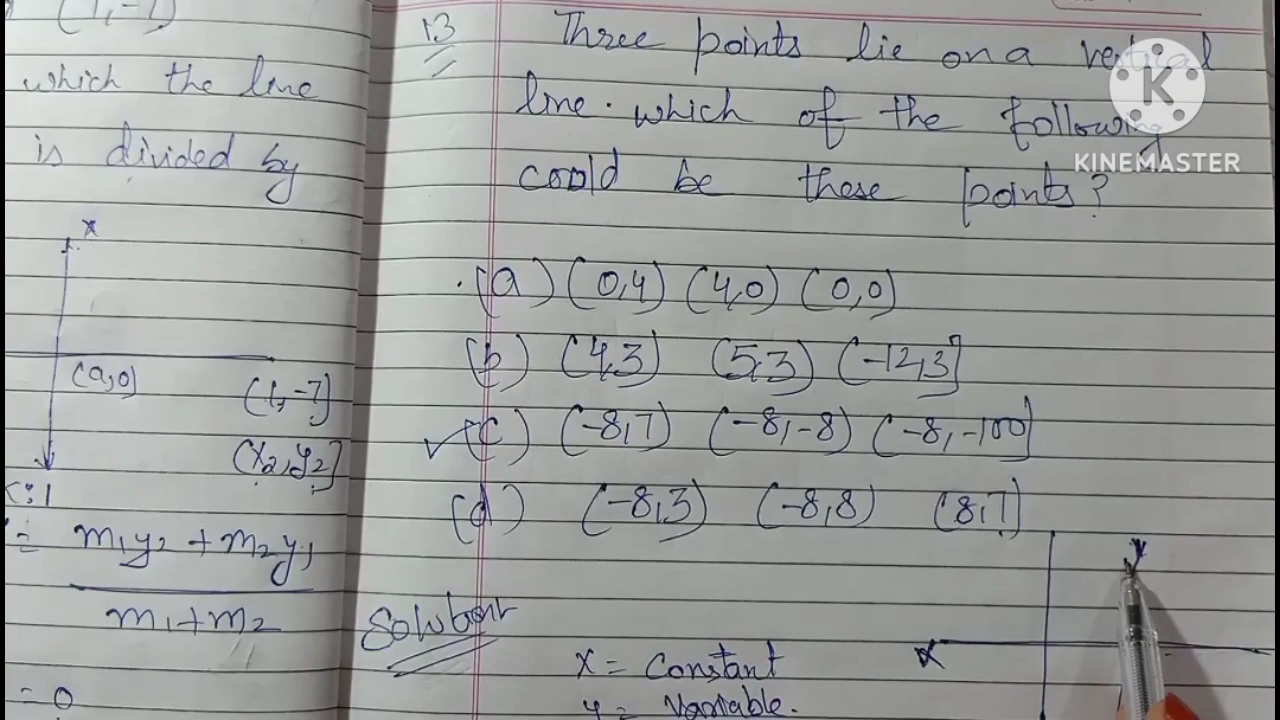 (1,-7)
which the line
is divided by
x
(a,0)
(1,-7)
(x2,y2)
K:1
= m1y2 + m2y1
m1+m2
= 0
13 Three points lie on a vertical
line. which of the following
could be these points?
(a) (0,4) (4,0) (0,0)
(b) (4,3) (5,3) (-12,3)
(c) (-8,7) (-8,-8) (-8,-100)
(d) (-8,3) (-8,8) (8,7)
Solution
x = Constant
y = Variable.
x
K
KINEMASTER